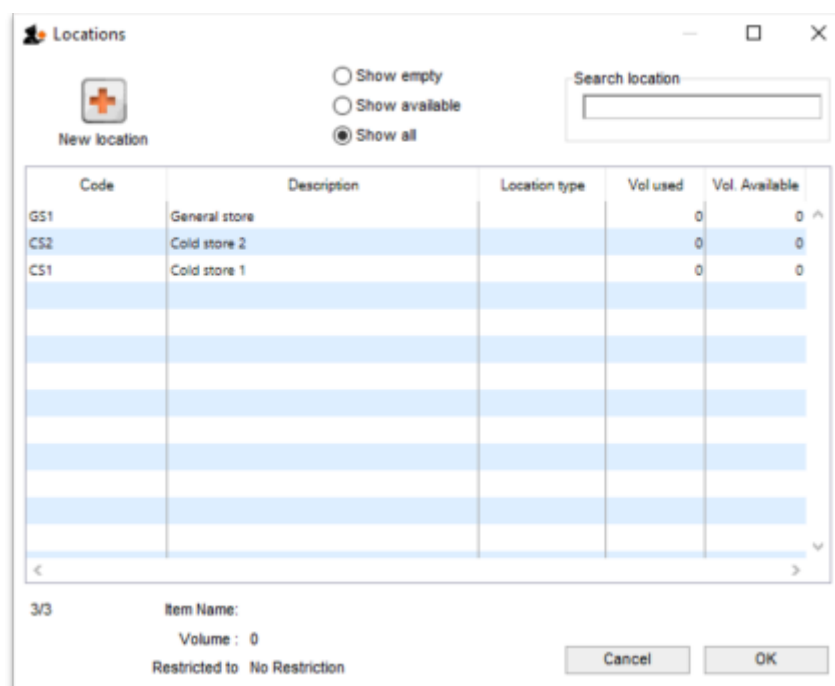 Locations
New location
Show empty
Show available
Show all
Search location
Code Description Location type Vol used Vol. Available
GS1 General store 0 0
CS2 Cold store 2 0 0
CS1 Cold store 1 0 0
3/3 Item Name:
Volume : 0
Restricted to No Restriction
Cancel OK